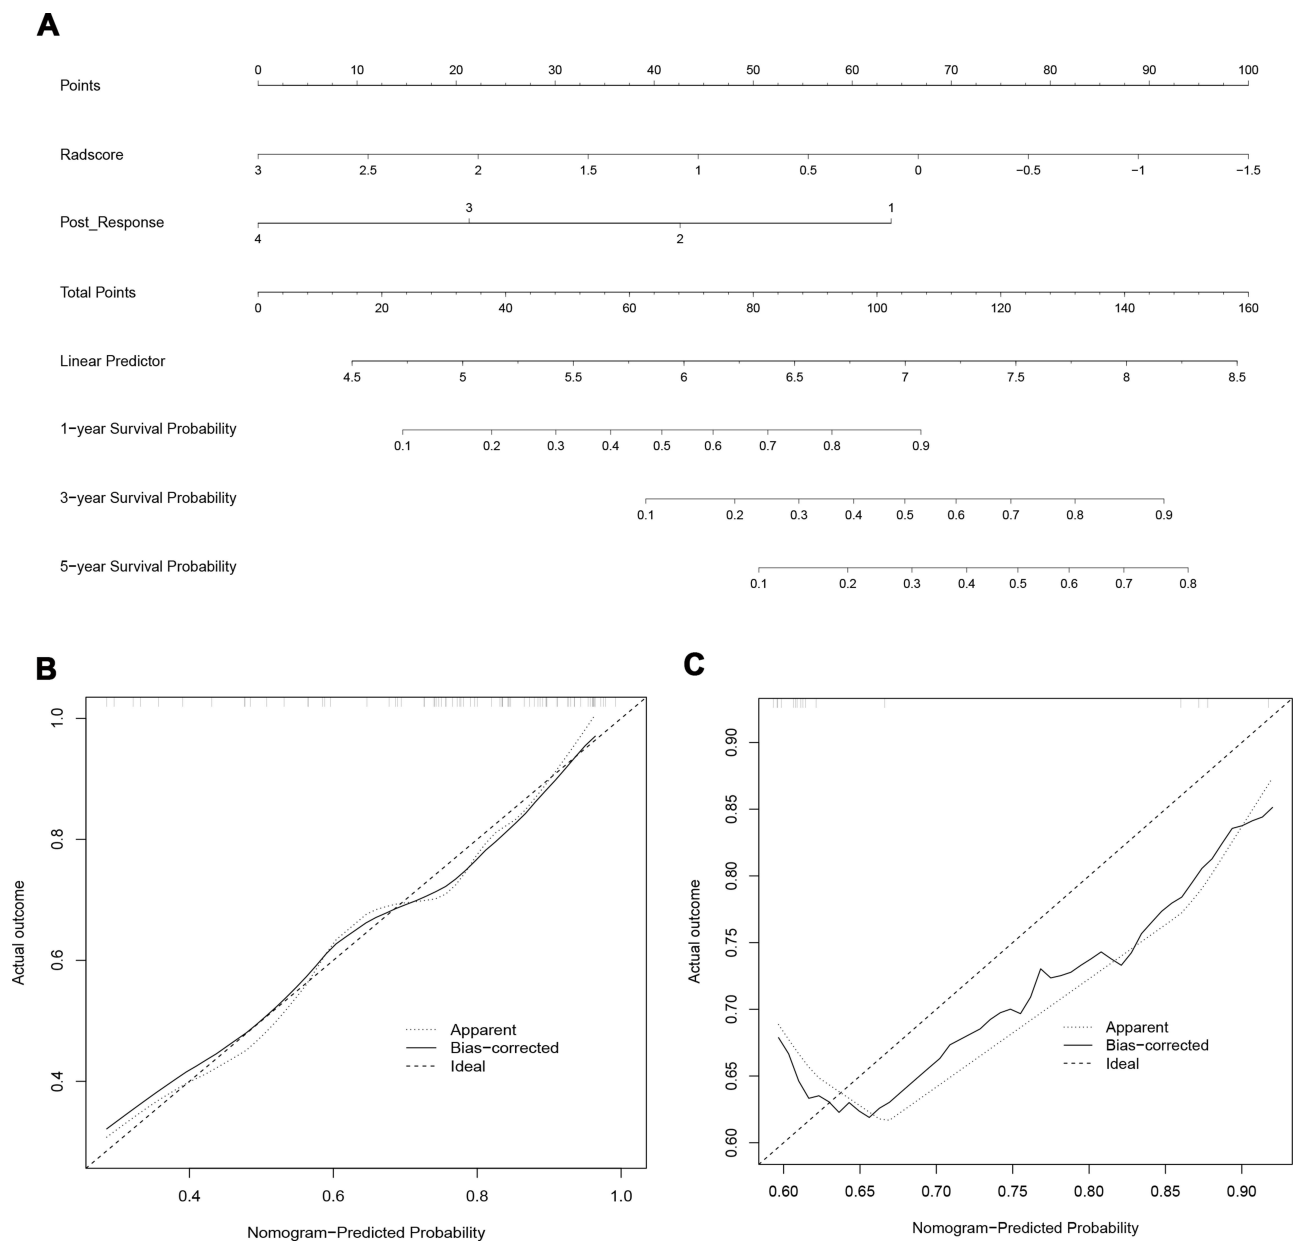 A
0 10 20 30 40 50 60 70 80 90 100
Points
Radscore
3 2.5 2 1.5 1 0.5 0 −0.5 −1 −1.5
3 1
Post_Response
4 2
Total Points
0 20 40 60 80 100 120 140 160
Linear Predictor
4.5 5 5.5 6 6.5 7 7.5 8 8.5
1−year Survival Probability
0.1 0.2 0.3 0.4 0.5 0.6 0.7 0.8 0.9
3−year Survival Probability
0.1 0.2 0.3 0.4 0.5 0.6 0.7 0.8 0.9
5−year Survival Probability
0.1 0.2 0.3 0.4 0.5 0.6 0.7 0.8
B
1.0
0.8
0.6
0.4
Actual outcome
Apparent
Bias−corrected
Ideal
0.4 0.6 0.8 1.0
Nomogram−Predicted Probability
C
0.90
0.85
0.80
0.75
0.70
0.65
0.60
Actual outcome
Apparent
Bias−corrected
Ideal
0.60 0.65 0.70 0.75 0.80 0.85 0.90
Nomogram−Predicted Probability